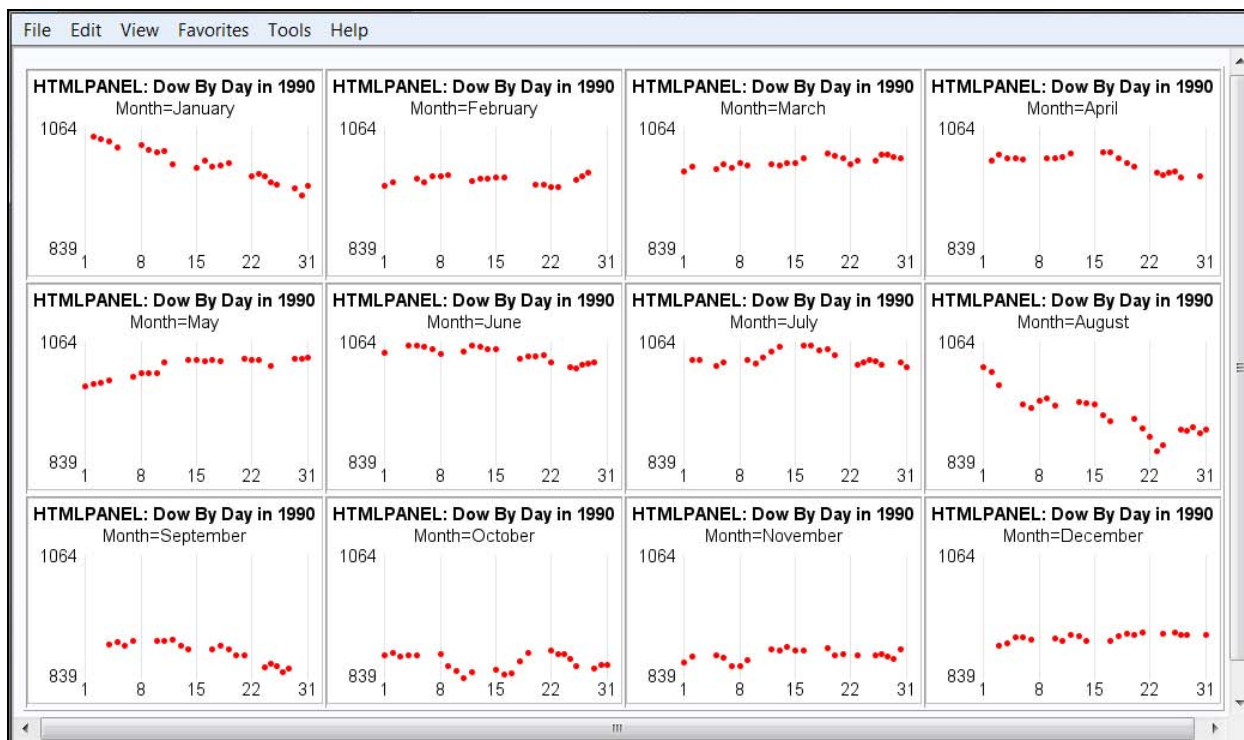 File Edit View Favorites Tools Help
HTMLPANEL: Dow By Day in 1990
Month=January
1064
839
1 8 15 22 31
HTMLPANEL: Dow By Day in 1990
Month=February
1064
839
1 8 15 22 31
HTMLPANEL: Dow By Day in 1990
Month=March
1064
839
1 8 15 22 31
HTMLPANEL: Dow By Day in 1990
Month=April
1064
839
1 8 15 22 31
HTMLPANEL: Dow By Day in 1990
Month=May
1064
839
1 8 15 22 31
HTMLPANEL: Dow By Day in 1990
Month=June
1064
839
1 8 15 22 31
HTMLPANEL: Dow By Day in 1990
Month=July
1064
839
1 8 15 22 31
HTMLPANEL: Dow By Day in 1990
Month=August
1064
839
1 8 15 22 31
HTMLPANEL: Dow By Day in 1990
Month=September
1064
839
1 8 15 22 31
HTMLPANEL: Dow By Day in 1990
Month=October
1064
839
1 8 15 22 31
HTMLPANEL: Dow By Day in 1990
Month=November
1064
839
1 8 15 22 31
HTMLPANEL: Dow By Day in 1990
Month=December
1064
839
1 8 15 22 31